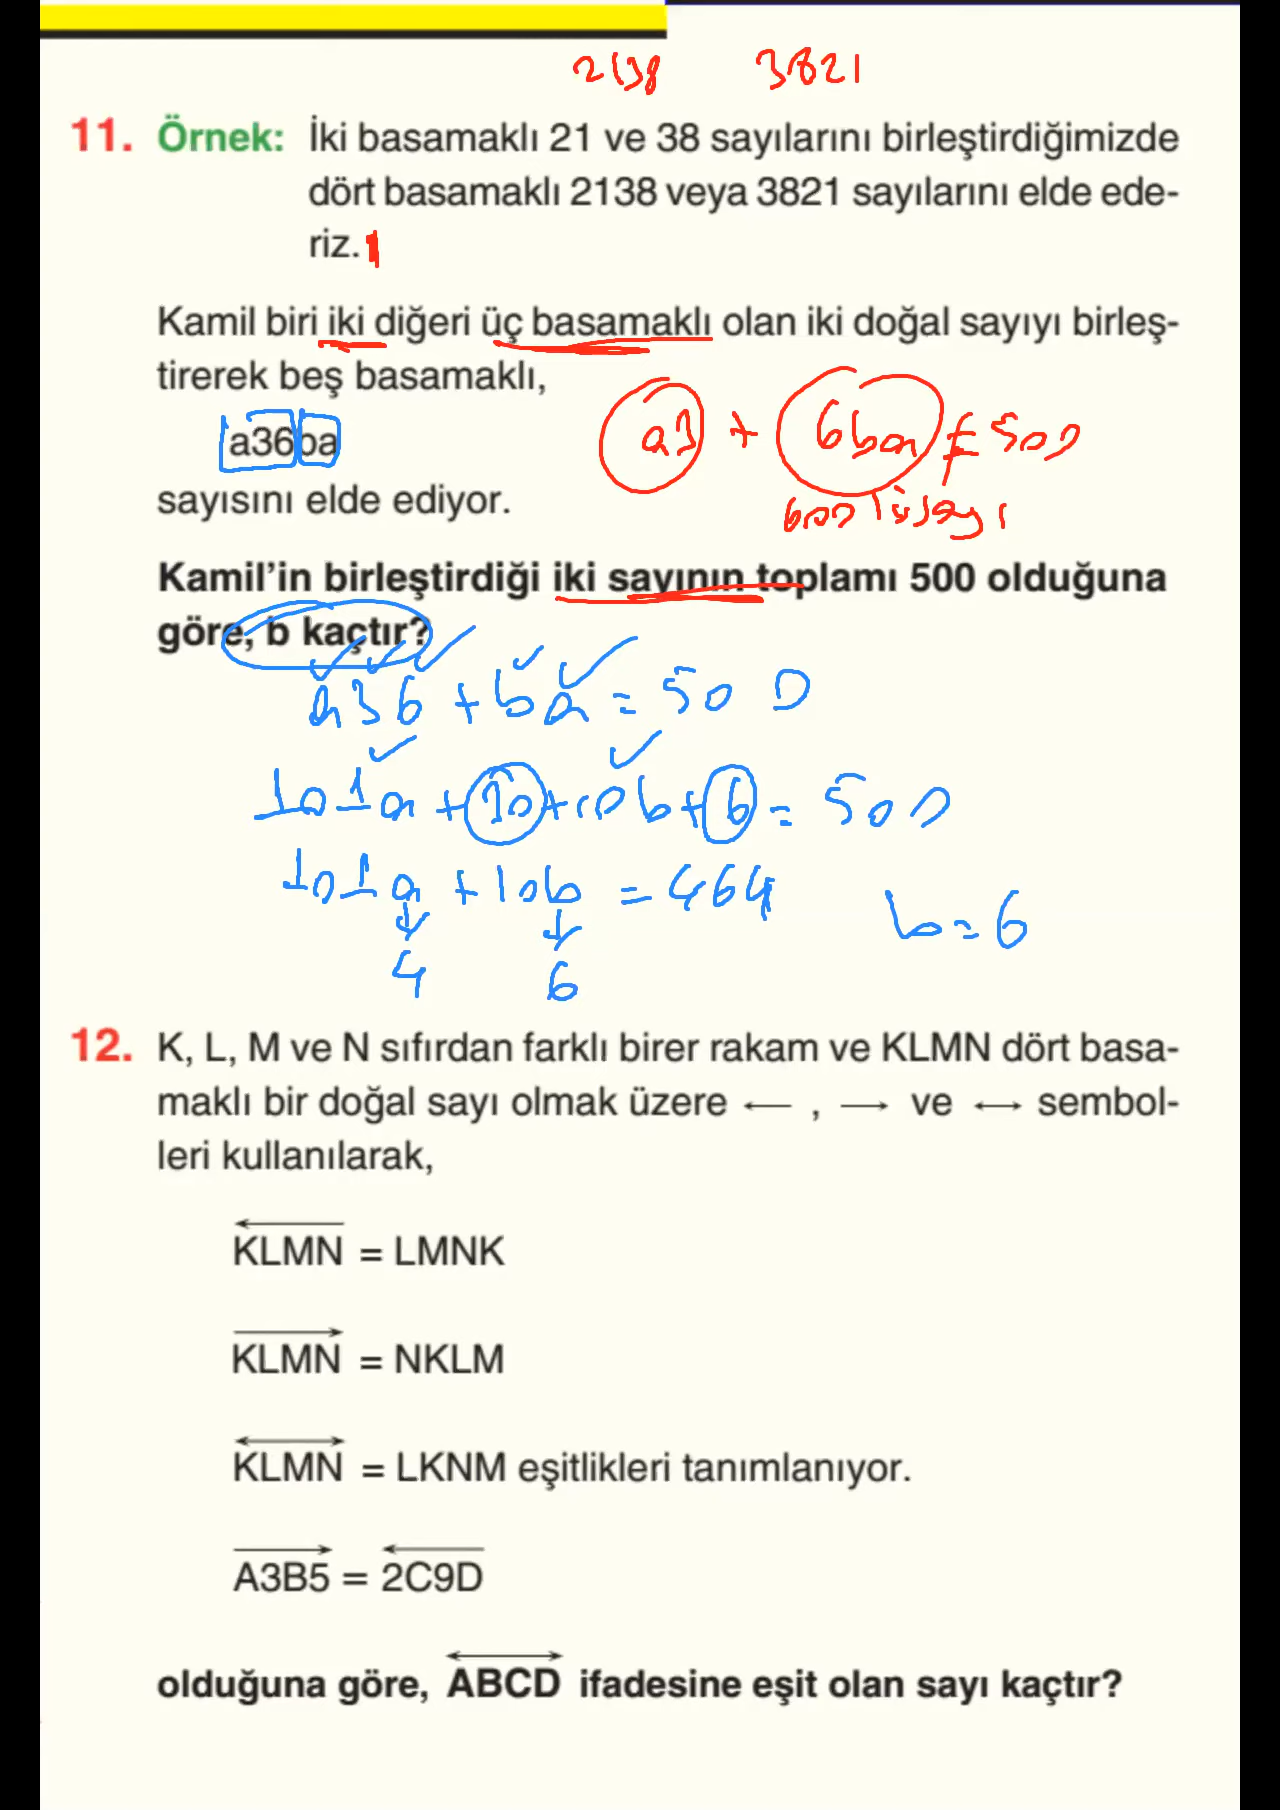 2138 3821
11. Örnek: İki basamaklı 21 ve 38 sayılarını birleştirdiğimizde
dört basamaklı 2138 veya 3821 sayılarını elde ede-
riz.
Kamil biri iki diğeri üç basamaklı olan iki doğal sayıyı birleş-
tirerek beş basamaklı,
a36ba
a3 + 6ba ≠ 500
sayısını elde ediyor.
600 lü sayı
Kamil'in birleştirdiği iki sayının toplamı 500 olduğuna
göre, b kaçtır?
a36 + ba = 500
101a + 30 + 10b + 6 = 500
101a + 10b = 464
b = 6
4 6
12. K, L, M ve N sıfırdan farklı birer rakam ve KLMN dört basa-
maklı bir doğal sayı olmak üzere ← , → ve ↔ sembol-
leri kullanılarak,
KLMN = LMNK
KLMN = NKLM
KLMN = LKNM eşitlikleri tanımlanıyor.
A3B5 = 2C9D
olduğuna göre, ABCD ifadesine eşit olan sayı kaçtır?